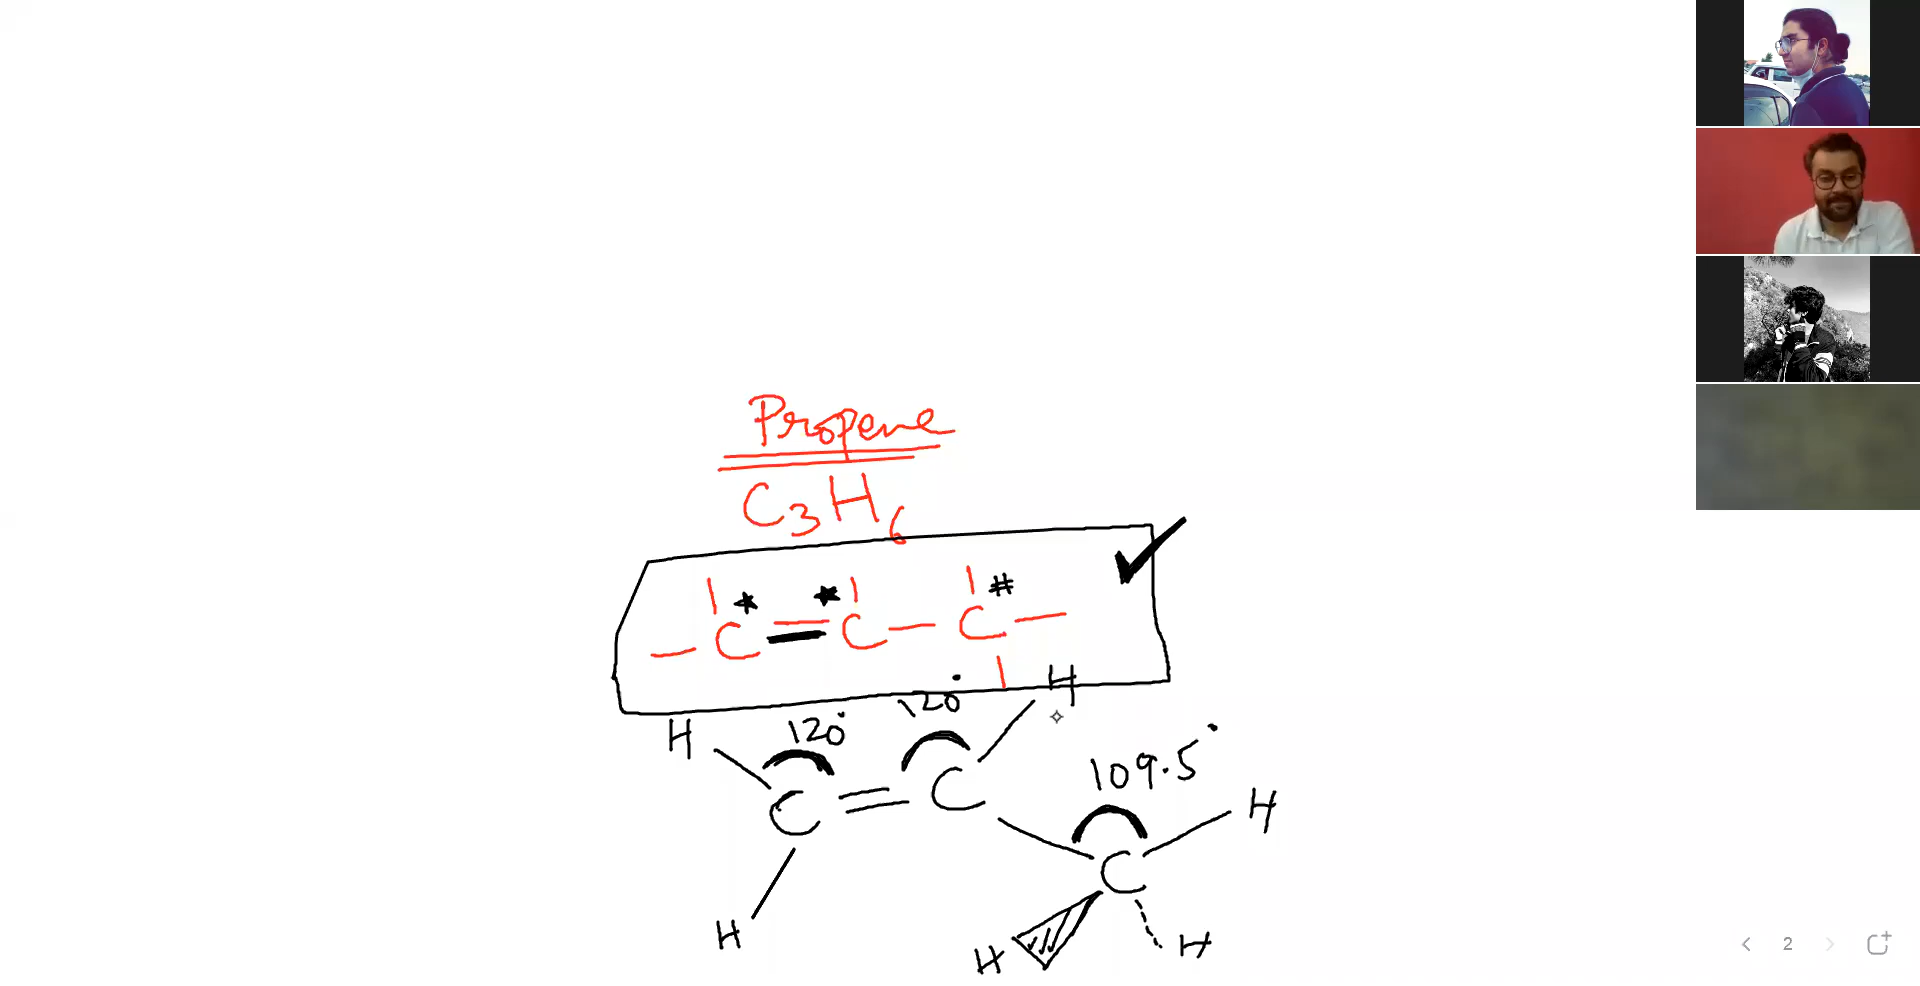 Propene
C3H6
C = C - C #
H 120° 120° H
C = C 109.5°
H
C
H H H
2